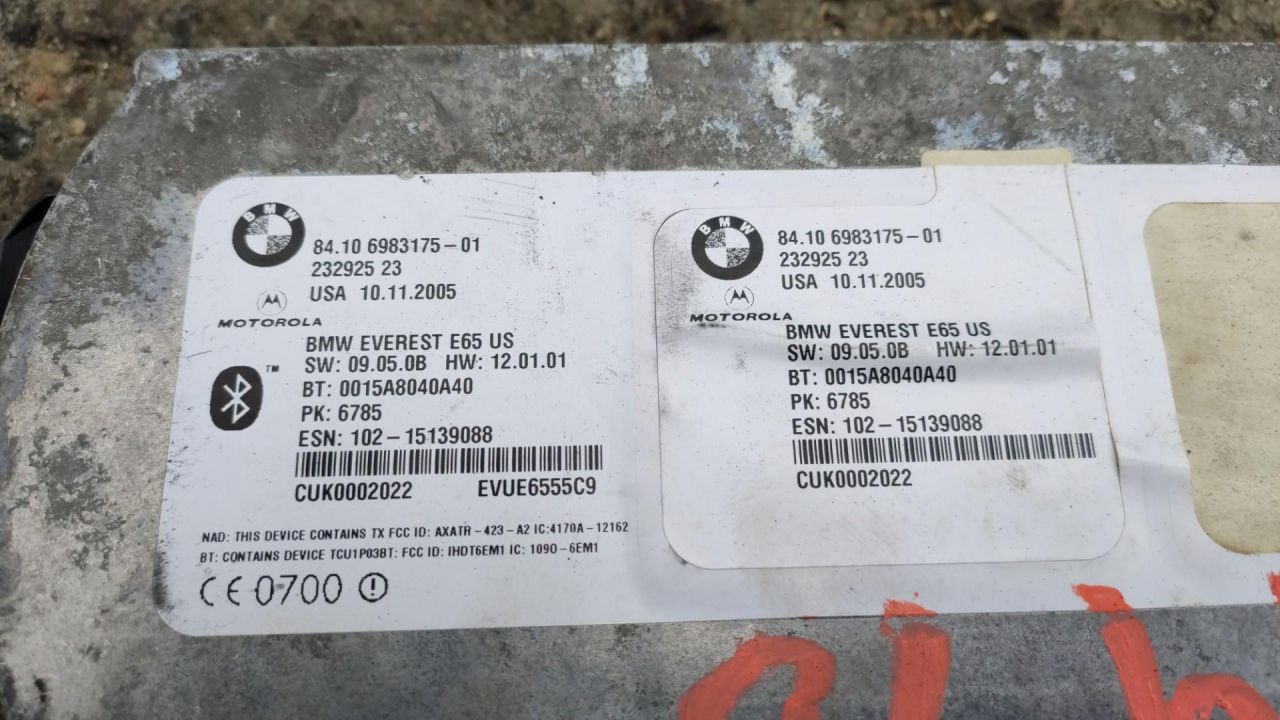 BMW
84.10 6983175-01
232925 23
USA 10.11.2005
MOTOROLA
BMW EVEREST E65 US
SW: 09.05.0B HW: 12.01.01
BT: 0015A8040A40
PK: 6785
ESN: 102-15139088
CUK0002022 EVUE6555C9
NAD: THIS DEVICE CONTAINS TX FCC ID: AXATR-423-A2 IC:4170A-12162
BT: CONTAINS DEVICE TCU1P03BT: FCC ID: IHDT6EM1 IC: 1090-6EM1
CE 0700
BMW
84.10 6983175-01
232925 23
USA 10.11.2005
MOTOROLA
BMW EVEREST E65 US
SW: 09.05.0B HW: 12.01.01
BT: 0015A8040A40
PK: 6785
ESN: 102-15139088
CUK0002022